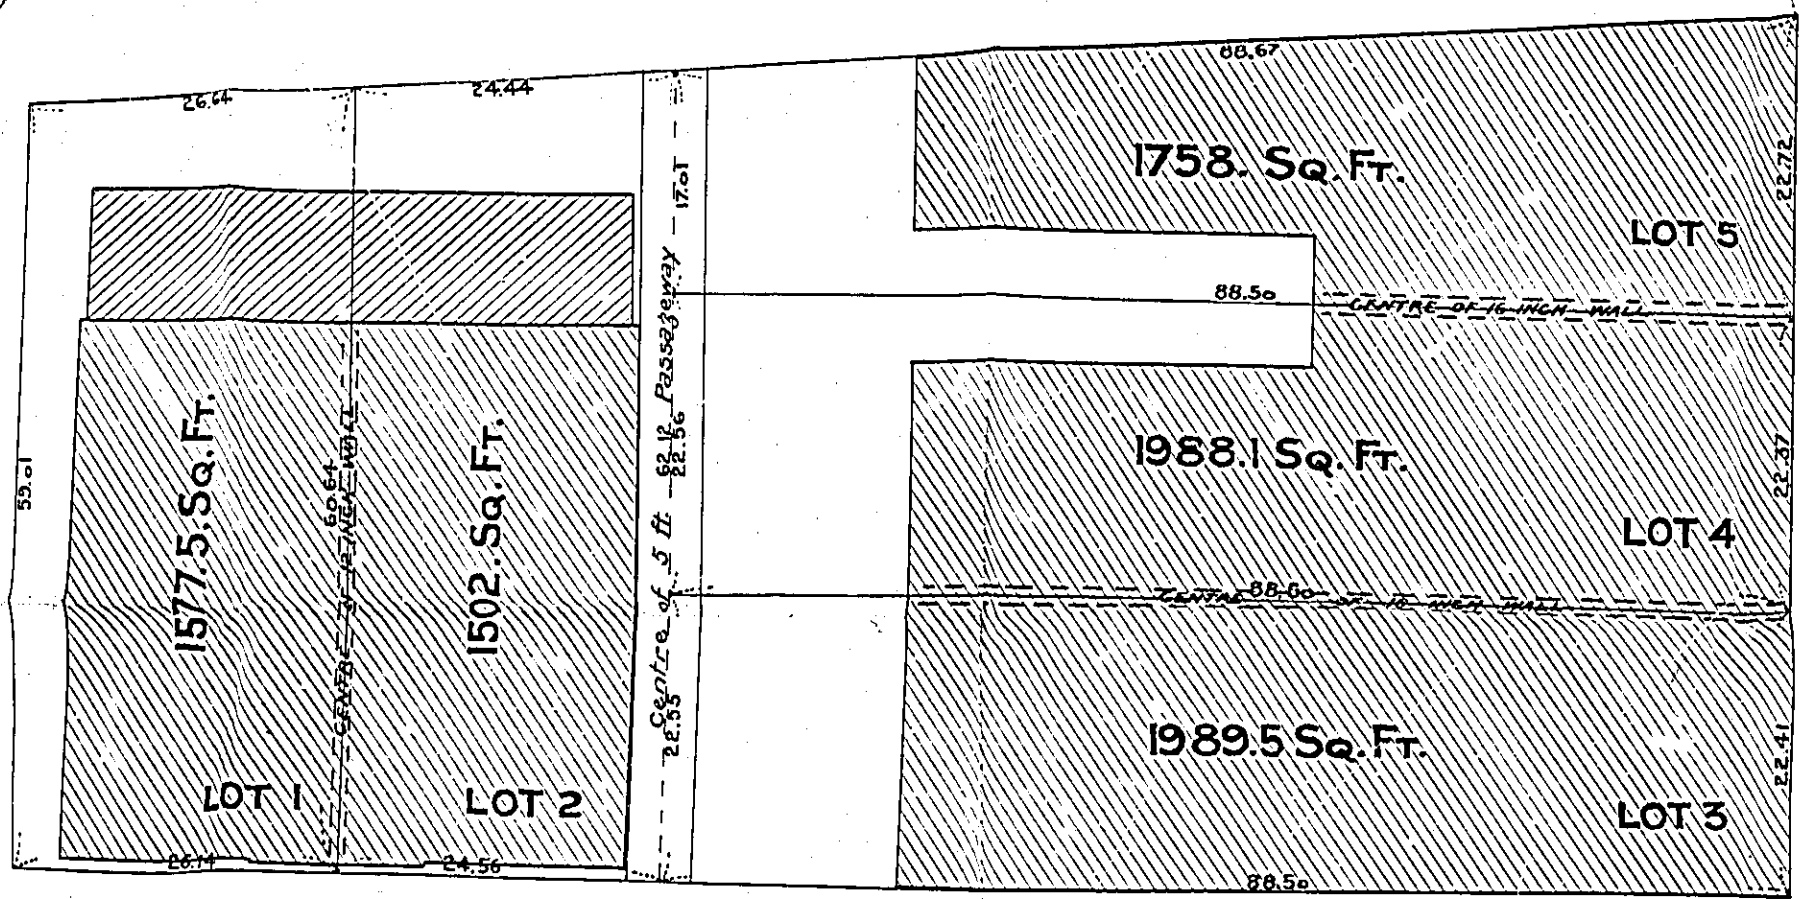 26.64
24.44
88.67
1758. SQ. FT.
LOT 5
22.72
17.01
88.50
CENTRE OF 16 INCH WALL
59.81
1577.5. SQ. FT.
60.64
CENTRE OF 12 INCH WALL
1502. SQ. FT.
Centre of 5 ft. Passageway
62.12
22.56
22.55
1988.1 SQ. FT.
LOT 4
22.37
88.60
CENTRE OF 16 INCH WALL
1989.5 SQ. FT.
LOT 3
22.41
LOT 1
LOT 2
26.14
24.56
88.50